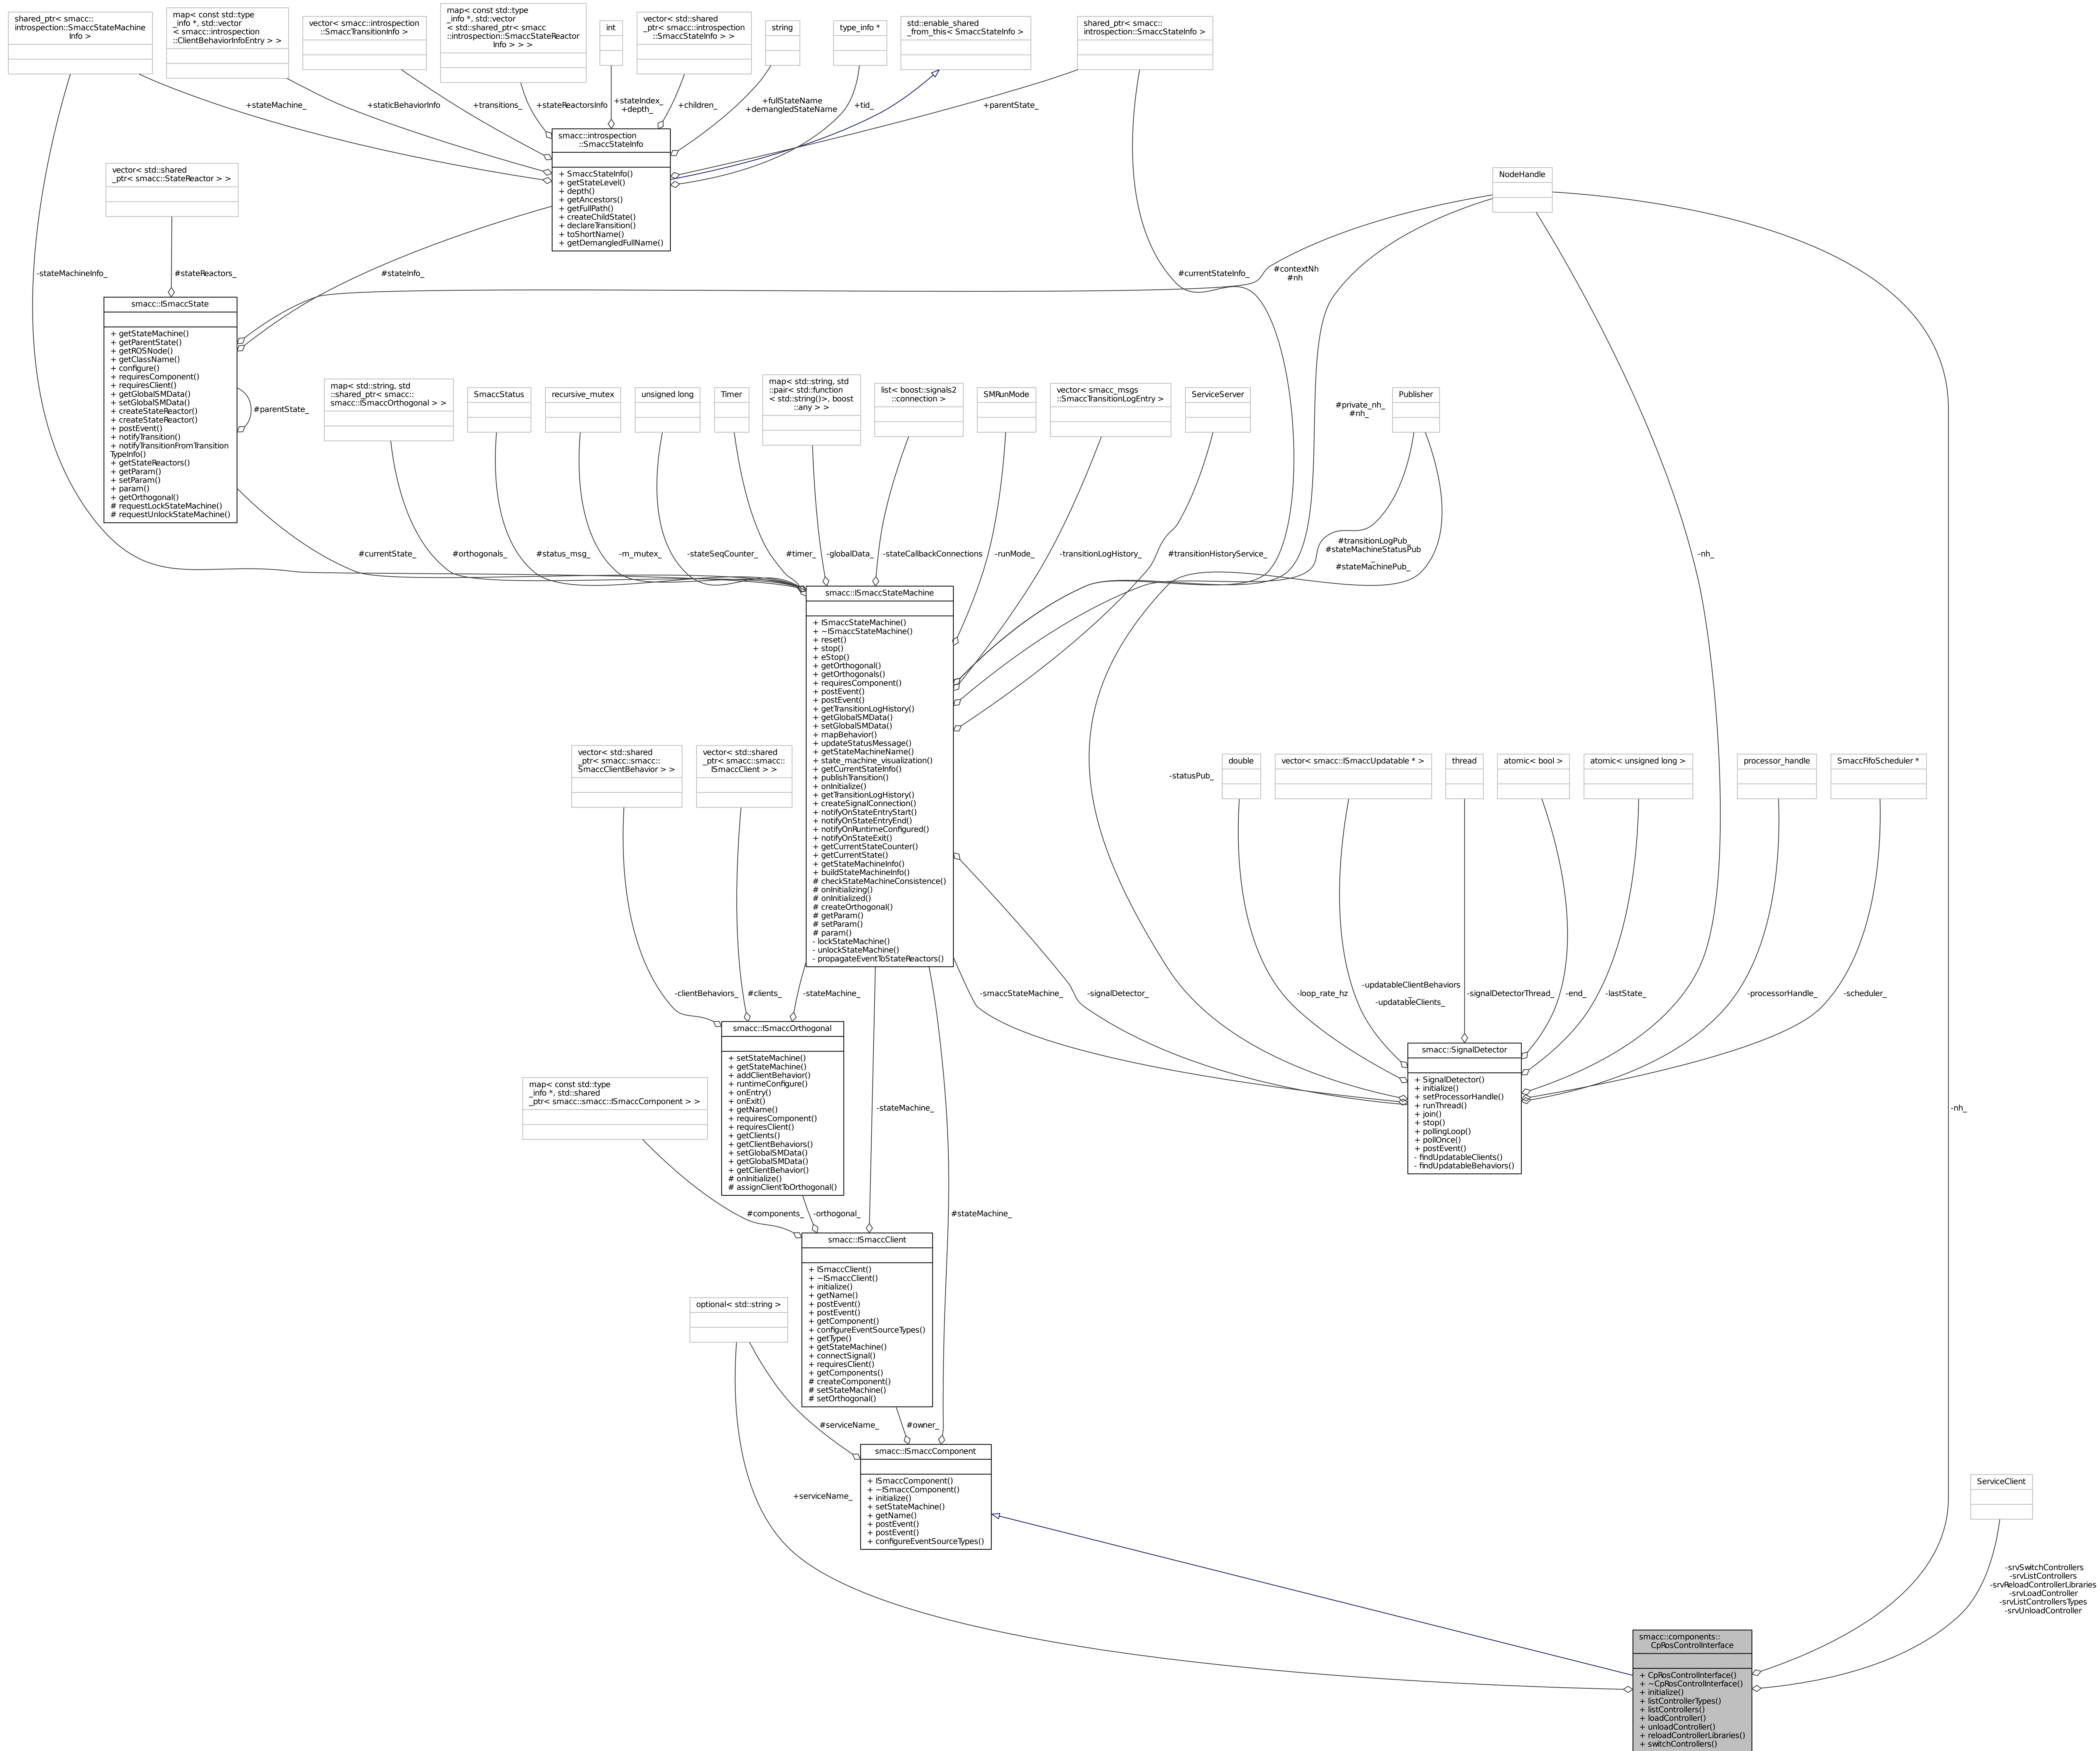 shared_ptr< smacc::
introspection::SmaccStateMachine
Info >
map< const std::type
_info *, std::vector
< smacc::introspection
::ClientBehaviorInfoEntry > >
vector< smacc::introspection
::SmaccTransitionInfo >
map< const std::type
_info *, std::vector
< std::shared_ptr< smacc
::introspection::SmaccStateReactor
Info > > >
int
vector< std::shared
_ptr< smacc::introspection
::SmaccStateInfo > >
string
type_info *
std::enable_shared
_from_this< SmaccStateInfo >
shared_ptr< smacc::
introspection::SmaccStateInfo >
+stateMachine_
+staticBehaviorInfo
+transitions_
+stateReactorsInfo
+stateIndex_
+depth_
+children_
+fullStateName
+demangledStateName
+tid_
+parentState_
smacc::introspection
::SmaccStateInfo
+ SmaccStateInfo()
+ getStateLevel()
+ depth()
+ getAncestors()
+ getFullPath()
+ createChildState()
+ declareTransition()
+ toShortName()
+ getDemangledFullName()
vector< std::shared
_ptr< smacc::StateReactor > >
NodeHandle
-stateMachineInfo_
#stateReactors_
#stateInfo_
#currentStateInfo_
#contextNh
#nh
smacc::ISmaccState
+ getStateMachine()
+ getParentState()
+ getROSNode()
+ getClassName()
+ configure()
+ requiresComponent()
+ requiresClient()
+ getGlobalSMData()
+ setGlobalSMData()
+ createStateReactor()
+ createStateReactor()
+ postEvent()
+ notifyTransition()
+ notifyTransitionFromTransition
TypeInfo()
+ getStateReactors()
+ getParam()
+ setParam()
+ param()
+ getOrthogonal()
# requestLockStateMachine()
# requestUnlockStateMachine()
#parentState_
map< std::string, std
::shared_ptr< smacc::
smacc::ISmaccOrthogonal > >
SmaccStatus
recursive_mutex
unsigned long
Timer
map< std::string, std
::pair< std::function
< std::string()>, boost
::any > >
list< boost::signals2
::connection >
SMRunMode
vector< smacc_msgs
::SmaccTransitionLogEntry >
ServiceServer
#private_nh_
#nh_
Publisher
#currentState_
#orthogonals_
#status_msg_
-m_mutex_
-stateSeqCounter_
#timer_
-globalData_
-stateCallbackConnections
-runMode_
-transitionLogHistory_
#transitionHistoryService_
#transitionLogPub_
#stateMachineStatusPub
_
#stateMachinePub_
-nh_
smacc::ISmaccStateMachine
+ ISmaccStateMachine()
+ ~ISmaccStateMachine()
+ reset()
+ stop()
+ eStop()
+ getOrthogonal()
+ getOrthogonals()
+ requiresComponent()
+ postEvent()
+ postEvent()
+ getTransitionLogHistory()
+ getGlobalSMData()
+ setGlobalSMData()
+ mapBehavior()
+ updateStatusMessage()
+ getStateMachineName()
+ state_machine_visualization()
+ getCurrentStateInfo()
+ publishTransition()
+ onInitialize()
+ getTransitionLogHistory()
+ createSignalConnection()
+ notifyOnStateEntryStart()
+ notifyOnStateEntryEnd()
+ notifyOnRuntimeConfigured()
+ notifyOnStateExit()
+ getCurrentStateCounter()
+ getCurrentState()
+ getStateMachineInfo()
+ buildStateMachineInfo()
# checkStateMachineConsistence()
# onInitializing()
# onInitialized()
# createOrthogonal()
# getParam()
# setParam()
# param()
- lockStateMachine()
- unlockStateMachine()
- propagateEventToStateReactors()
vector< std::shared
_ptr< smacc::smacc::
SmaccClientBehavior > >
vector< std::shared
_ptr< smacc::smacc::
ISmaccClient > >
-statusPub_
double
vector< smacc::ISmaccUpdatable * >
thread
atomic< bool >
atomic< unsigned long >
processor_handle
SmaccFifoScheduler *
-clientBehaviors_
#clients_
-stateMachine_
-smaccStateMachine_
-signalDetector_
-loop_rate_hz
-updatableClientBehaviors
_
-updatableClients_
-signalDetectorThread_
-end_
-lastState_
-processorHandle_
-scheduler_
smacc::ISmaccOrthogonal
+ setStateMachine()
+ getStateMachine()
+ addClientBehavior()
+ runtimeConfigure()
+ onEntry()
+ onExit()
+ getName()
+ requiresComponent()
+ requiresClient()
+ getClients()
+ getClientBehaviors()
+ setGlobalSMData()
+ getGlobalSMData()
+ getClientBehavior()
# onInitialize()
# assignClientToOrthogonal()
smacc::SignalDetector
+ SignalDetector()
+ initialize()
+ setProcessorHandle()
+ runThread()
+ join()
+ stop()
+ pollingLoop()
+ pollOnce()
+ postEvent()
- findUpdatableClients()
- findUpdatableBehaviors()
map< const std::type
_info *, std::shared
_ptr< smacc::smacc::ISmaccComponent > >
-stateMachine_
-nh_
#components_
-orthogonal_
#stateMachine_
smacc::ISmaccClient
+ ISmaccClient()
+ ~ISmaccClient()
+ initialize()
+ getName()
+ postEvent()
+ postEvent()
+ getComponent()
+ configureEventSourceTypes()
+ getType()
+ getStateMachine()
+ connectSignal()
+ requiresClient()
+ getComponents()
# createComponent()
# setStateMachine()
# setOrthogonal()
optional< std::string >
#serviceName_
#owner_
smacc::ISmaccComponent
+ ISmaccComponent()
+ ~ISmaccComponent()
+ initialize()
+ setStateMachine()
+ getName()
+ postEvent()
+ postEvent()
+ configureEventSourceTypes()
+serviceName_
ServiceClient
-srvSwitchControllers
-srvListControllers
-srvReloadControllerLibraries
-srvLoadController
-srvListControllersTypes
-srvUnloadController
smacc::components::
CpRosControlInterface
+ CpRosControlInterface()
+ ~CpRosControlInterface()
+ initialize()
+ listControllerTypes()
+ listControllers()
+ loadController()
+ unloadController()
+ reloadControllerLibraries()
+ switchControllers()